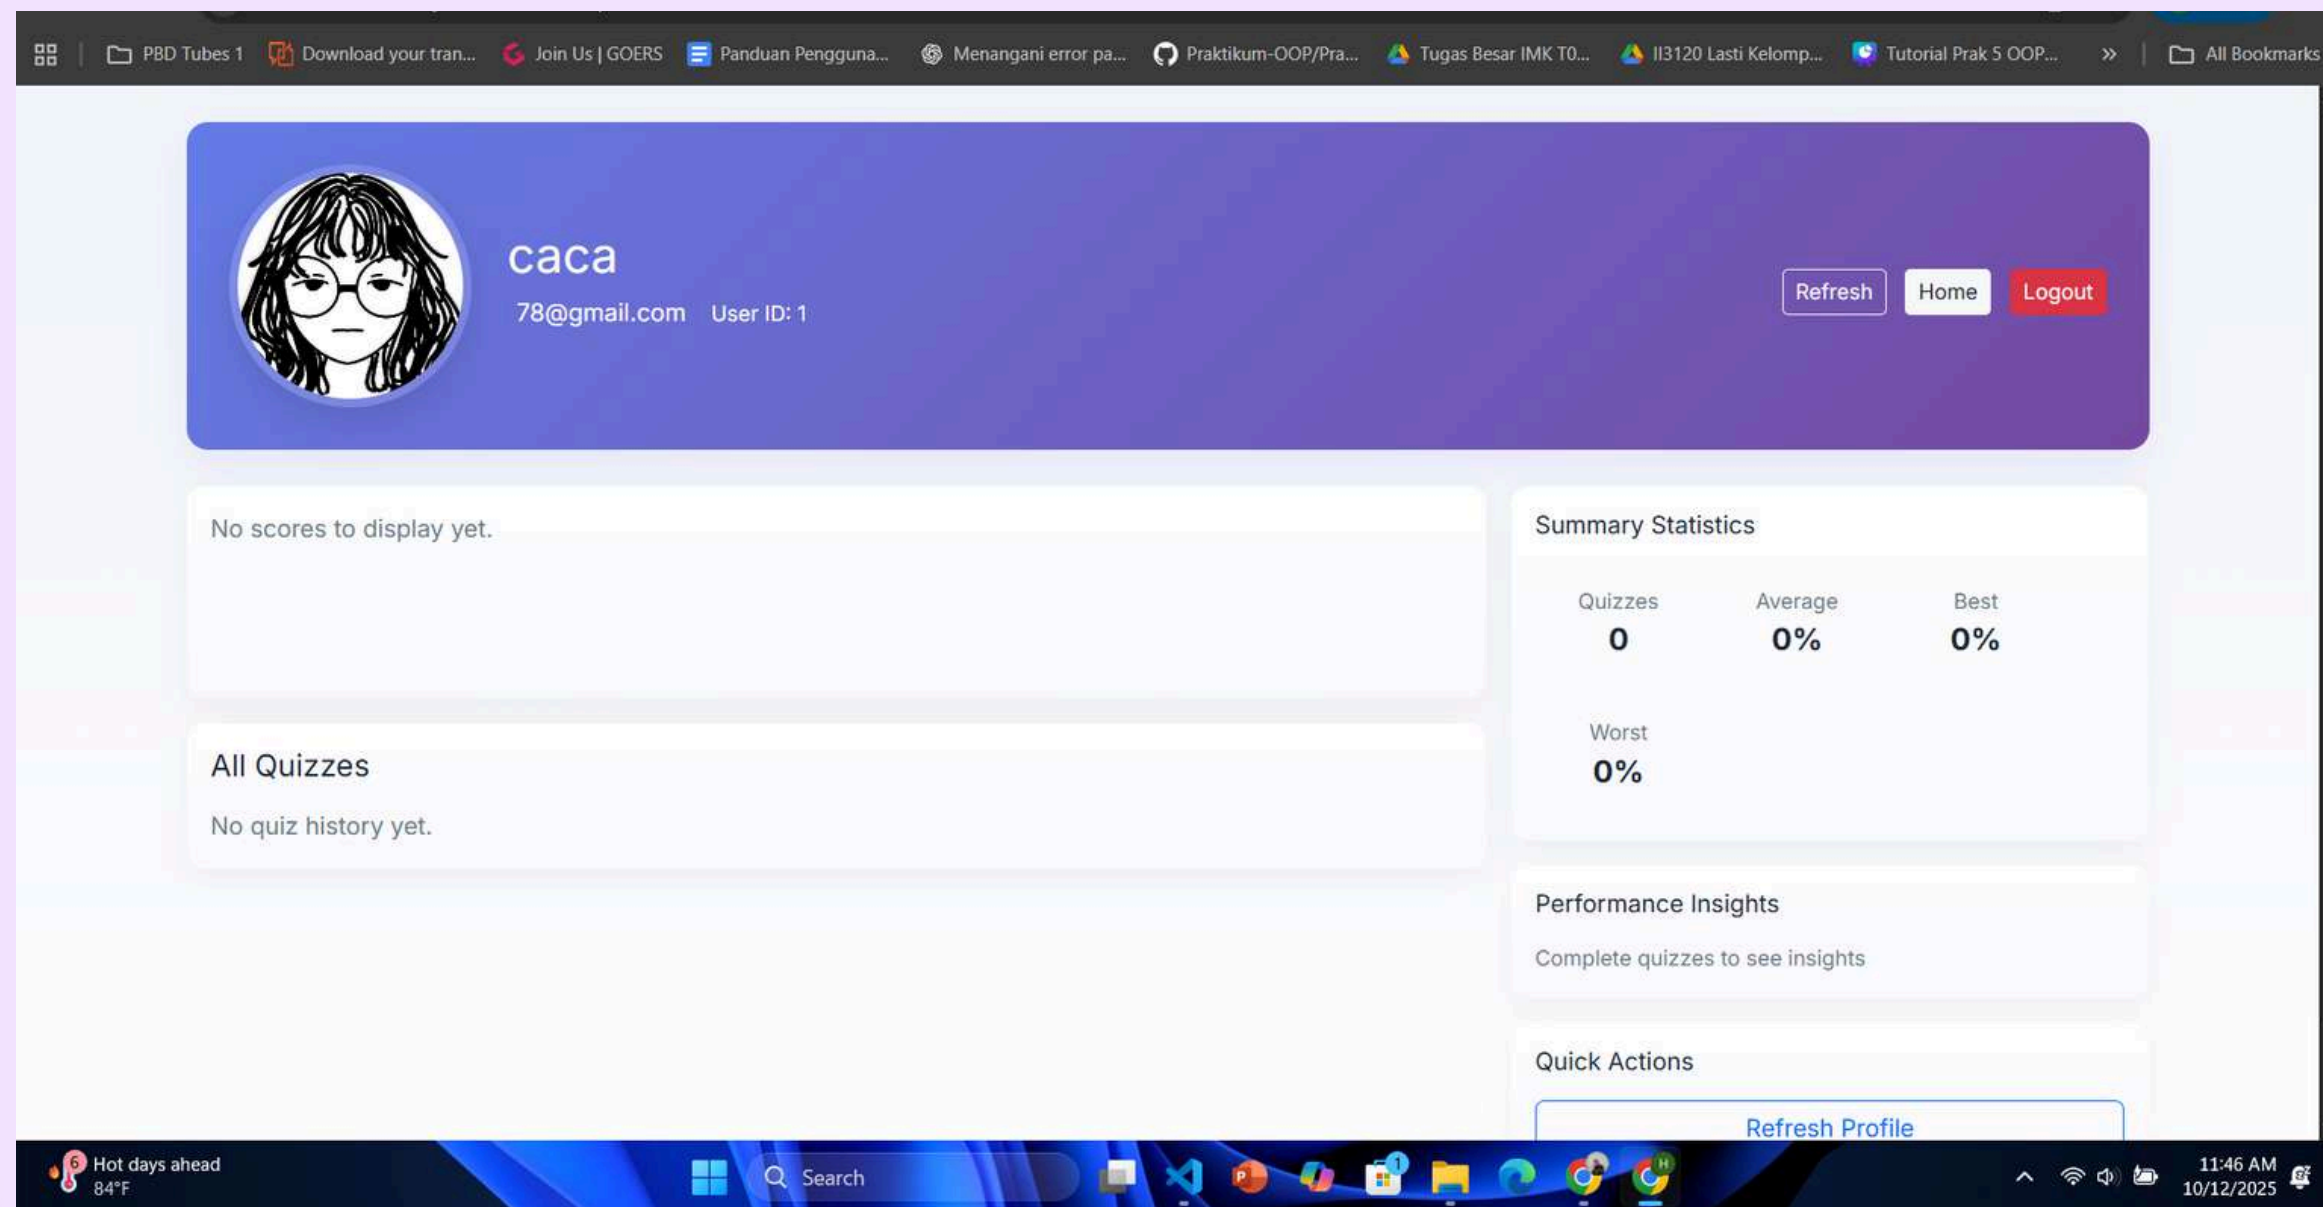 PBD Tubes 1 Download your tran... Join Us | GOERS Panduan Pengguna... Menangani error pa... Praktikum-OOP/Pra... Tugas Besar IMK T0... II3120 Lasti Kelomp... Tutorial Prak 5 OOP... » All Bookmarks
caca
78@gmail.com User ID: 1
Refresh Home Logout
No scores to display yet.
All Quizzes
No quiz history yet.
Summary Statistics
Quizzes Average Best
0 0% 0%
Worst
0%
Performance Insights
Complete quizzes to see insights
Quick Actions
Refresh Profile
6 Hot days ahead
84°F
Search
1
H
11:46 AM
10/12/2025